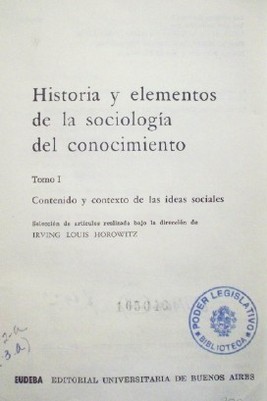 Historia y elementos
de la sociología
del conocimiento
Tomo I
Contenido y contexto de las ideas sociales
Selección de artículos realizada bajo la dirección de
IRVING LOUIS HOROWITZ
PODER LEGISLATIVO
BIBLIOTECA
EUDEBA EDITORIAL UNIVERSITARIA DE BUENOS AIRES